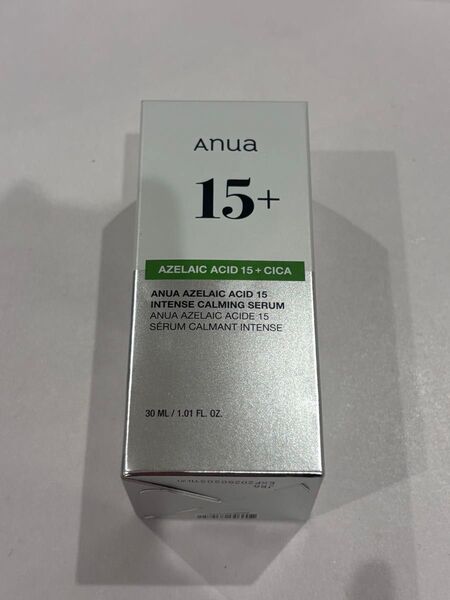 Anua
15+
AZELAIC ACID 15 + CICA
ANUA AZELAIC ACID 15
INTENSE CALMING SERUM
ANUA AZELAIC ACIDE 15
SÉRUM CALMANT INTENSE
30 ML / 1.01 FL. OZ.